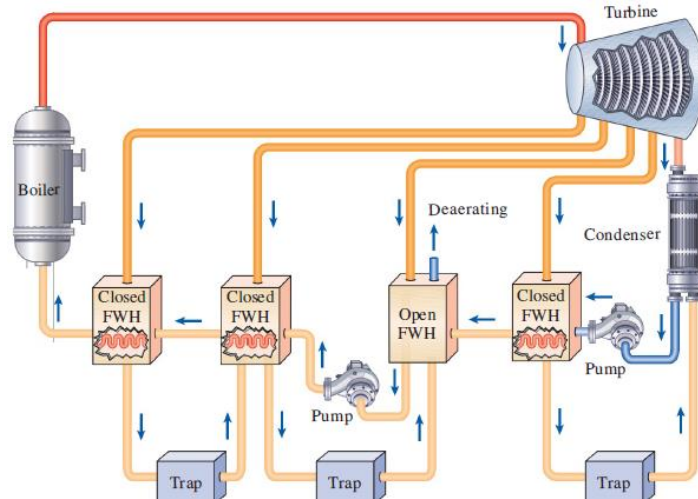 Turbine
Boiler
Deaerating
Condenser
Closed
FWH
Closed
FWH
Open
FWH
Closed
FWH
Pump
Pump
Trap
Trap
Trap